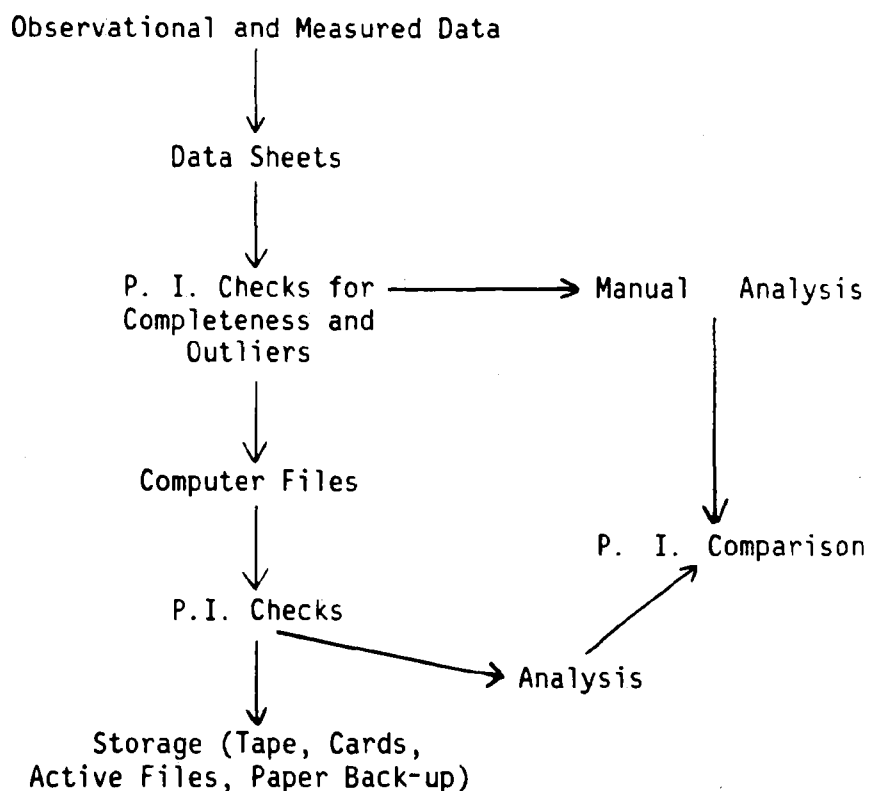 Observational and Measured Data
Data Sheets
P. I. Checks for
Completeness and
Outliers
Manual Analysis
Computer Files
P. I. Comparison
P.I. Checks
Analysis
Storage (Tape, Cards,
Active Files, Paper Back-up)